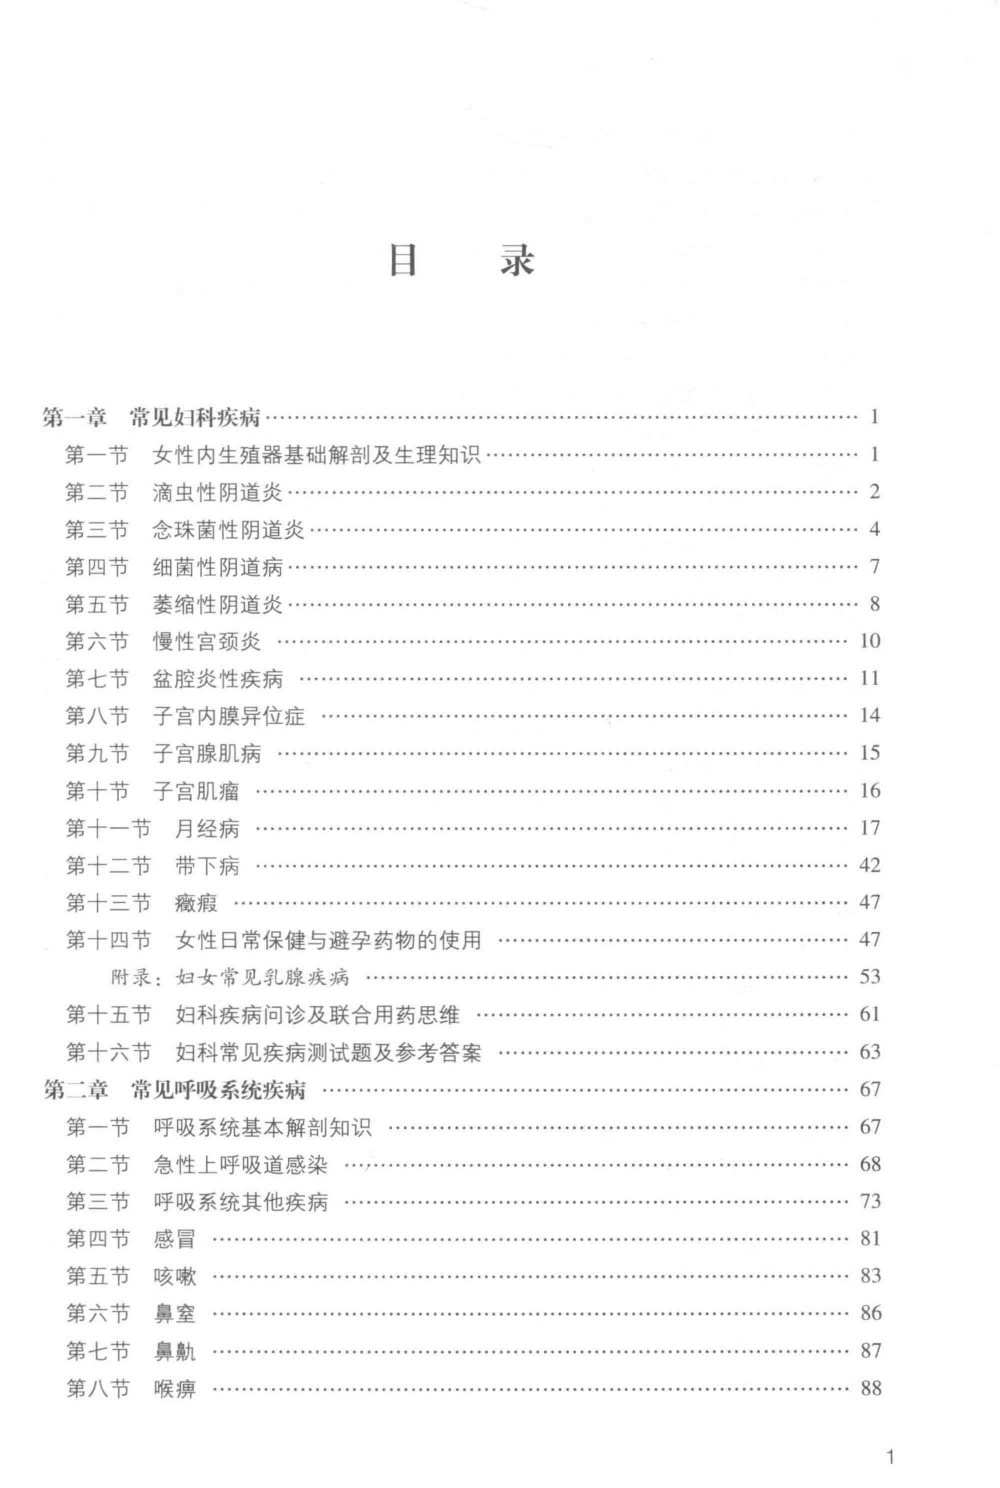 目　录
第一章　常见妇科疾病………………………………………………………………………… 1
第一节　女性内生殖器基础解剖及生理知识……………………………………………… 1
第二节　滴虫性阴道炎……………………………………………………………………… 2
第三节　念珠菌性阴道炎…………………………………………………………………… 4
第四节　细菌性阴道病……………………………………………………………………… 7
第五节　萎缩性阴道炎……………………………………………………………………… 8
第六节　慢性宫颈炎 ……………………………………………………………………… 10
第七节　盆腔炎性疾病 …………………………………………………………………… 11
第八节　子宫内膜异位症 ………………………………………………………………… 14
第九节　子宫腺肌病 ……………………………………………………………………… 15
第十节　子宫肌瘤 ………………………………………………………………………… 16
第十一节　月经病 ………………………………………………………………………… 17
第十二节　带下病 ………………………………………………………………………… 42
第十三节　癥瘕 …………………………………………………………………………… 47
第十四节　女性日常保健与避孕药物的使用 …………………………………………… 47
附录：妇女常见乳腺疾病 ………………………………………………………………… 53
第十五节　妇科疾病问诊及联合用药思维 ……………………………………………… 61
第十六节　妇科常见疾病测试题及参考答案 …………………………………………… 63
第二章　常见呼吸系统疾病 ……………………………………………………………… 67
第一节　呼吸系统基本解剖知识 ………………………………………………………… 67
第二节　急性上呼吸道感染 ……………………………………………………………… 68
第三节　呼吸系统其他疾病 ……………………………………………………………… 73
第四节　感冒 ……………………………………………………………………………… 81
第五节　咳嗽 ……………………………………………………………………………… 83
第六节　鼻窒 ……………………………………………………………………………… 86
第七节　鼻鼽 ……………………………………………………………………………… 87
第八节　喉痹 ……………………………………………………………………………… 88
1